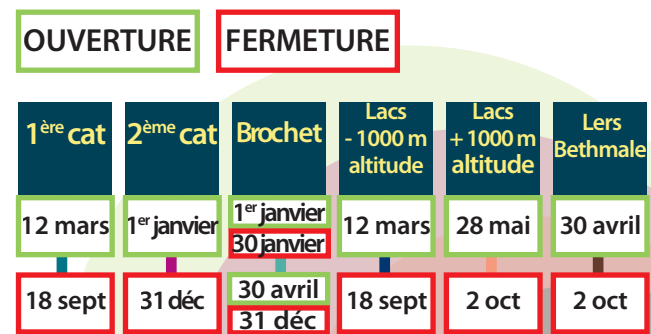 OUVERTURE FERMETURE
1ère cat 2ème cat Brochet Lacs - 1000 m altitude Lacs + 1000 m altitude Lers Bethmale
12 mars 1er janvier 1er janvier 12 mars 28 mai 30 avril
30 janvier
18 sept 31 déc 30 avril 18 sept 2 oct 2 oct
31 déc